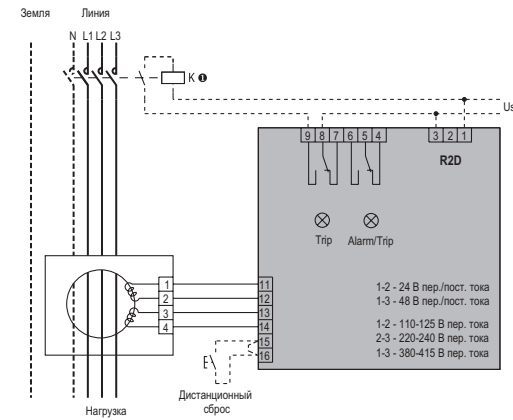 Земля Линия
N L1 L2 L3
K ❶
Us
9 8 7 6 5 4 3 2 1
R2D
Trip Alarm/Trip
1 11
2 12
3 13
4 14
15
16
1-2 - 24 В пер./пост. тока
1-3 - 48 В пер./пост. тока
1-2 - 110-125 В пер. тока
2-3 - 220-240 В пер. тока
1-3 - 380-415 В пер. тока
Дистанционный
сброс
Нагрузка